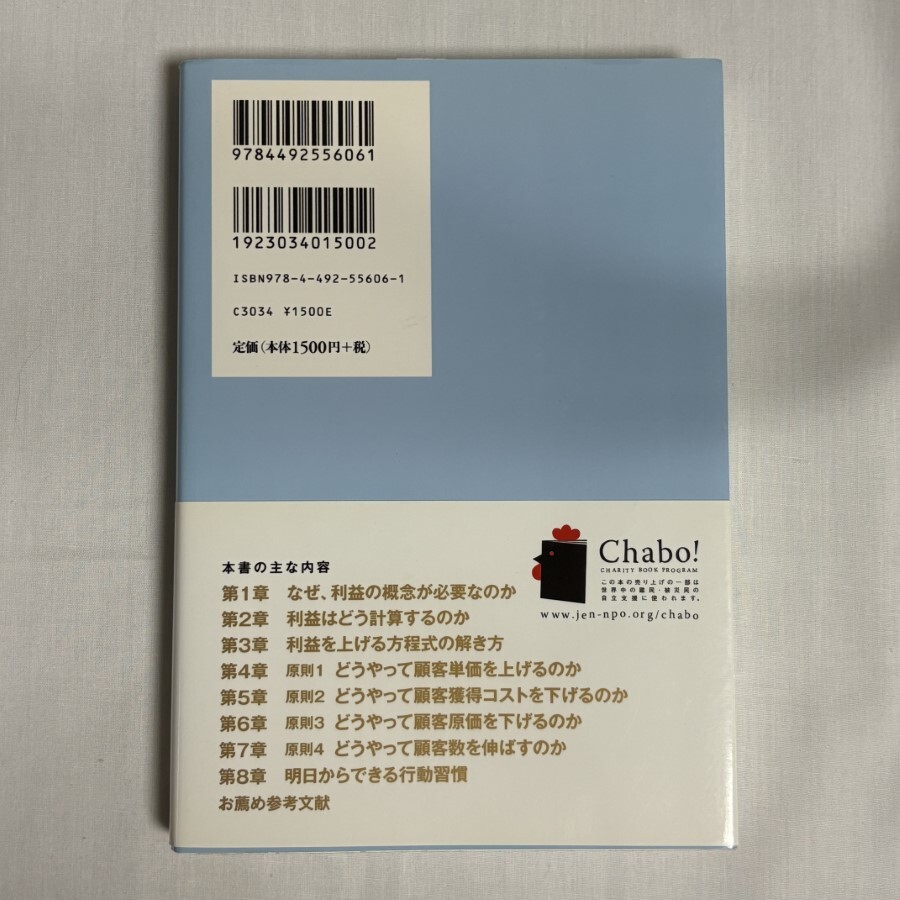 9784492556061
1923034015002
ISBN978-4-492-55606-1
C3034 ¥1500E
定価(本体1500円+税)
本書の主な内容
第1章 なぜ、利益の概念が必要なのか
第2章 利益はどう計算するのか
第3章 利益を上げる方程式の解き方
第4章 原則1 どうやって顧客単価を上げるのか
第5章 原則2 どうやって顧客獲得コストを下げるのか
第6章 原則3 どうやって顧客原価を下げるのか
第7章 原則4 どうやって顧客数を伸ばすのか
第8章 明日からできる行動習慣
お薦め参考文献
Chabo!
CHARITY BOOK PROGRAM
この本の売り上げの一部は
世界中の難民・被災民の
自立支援に使われます。
www.jen-npo.org/chabo